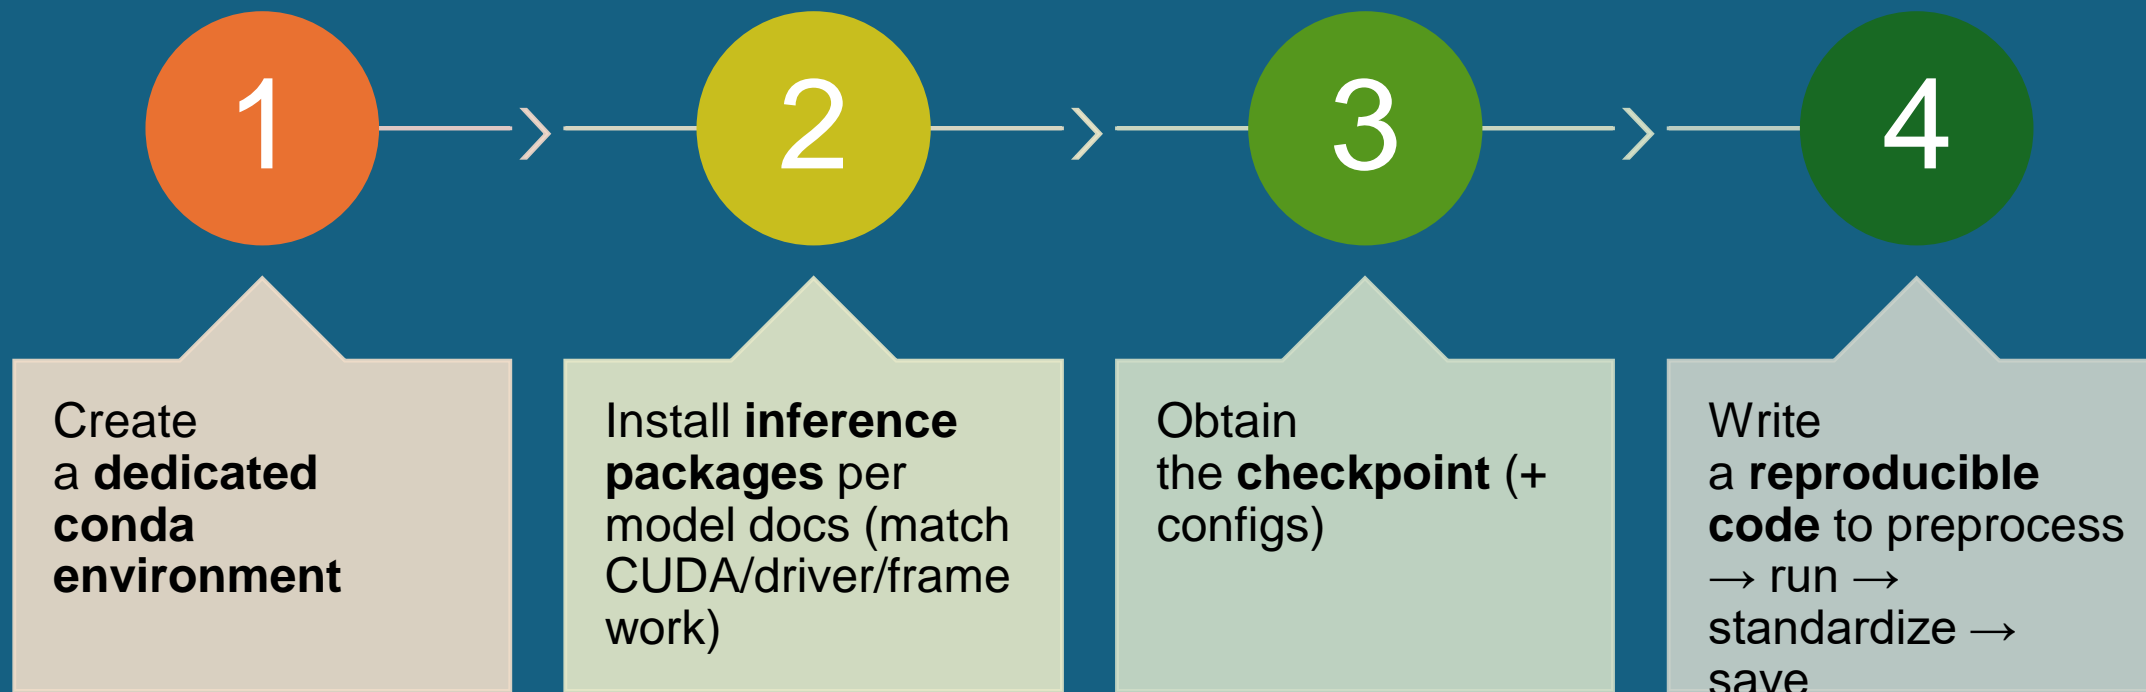 1
2
3
4
Create
a dedicated
conda
environment
Install inference
packages per
model docs (match
CUDA/driver/frame
work)
Obtain
the checkpoint (+
configs)
Write
a reproducible
code to preprocess
→ run →
standardize →
save